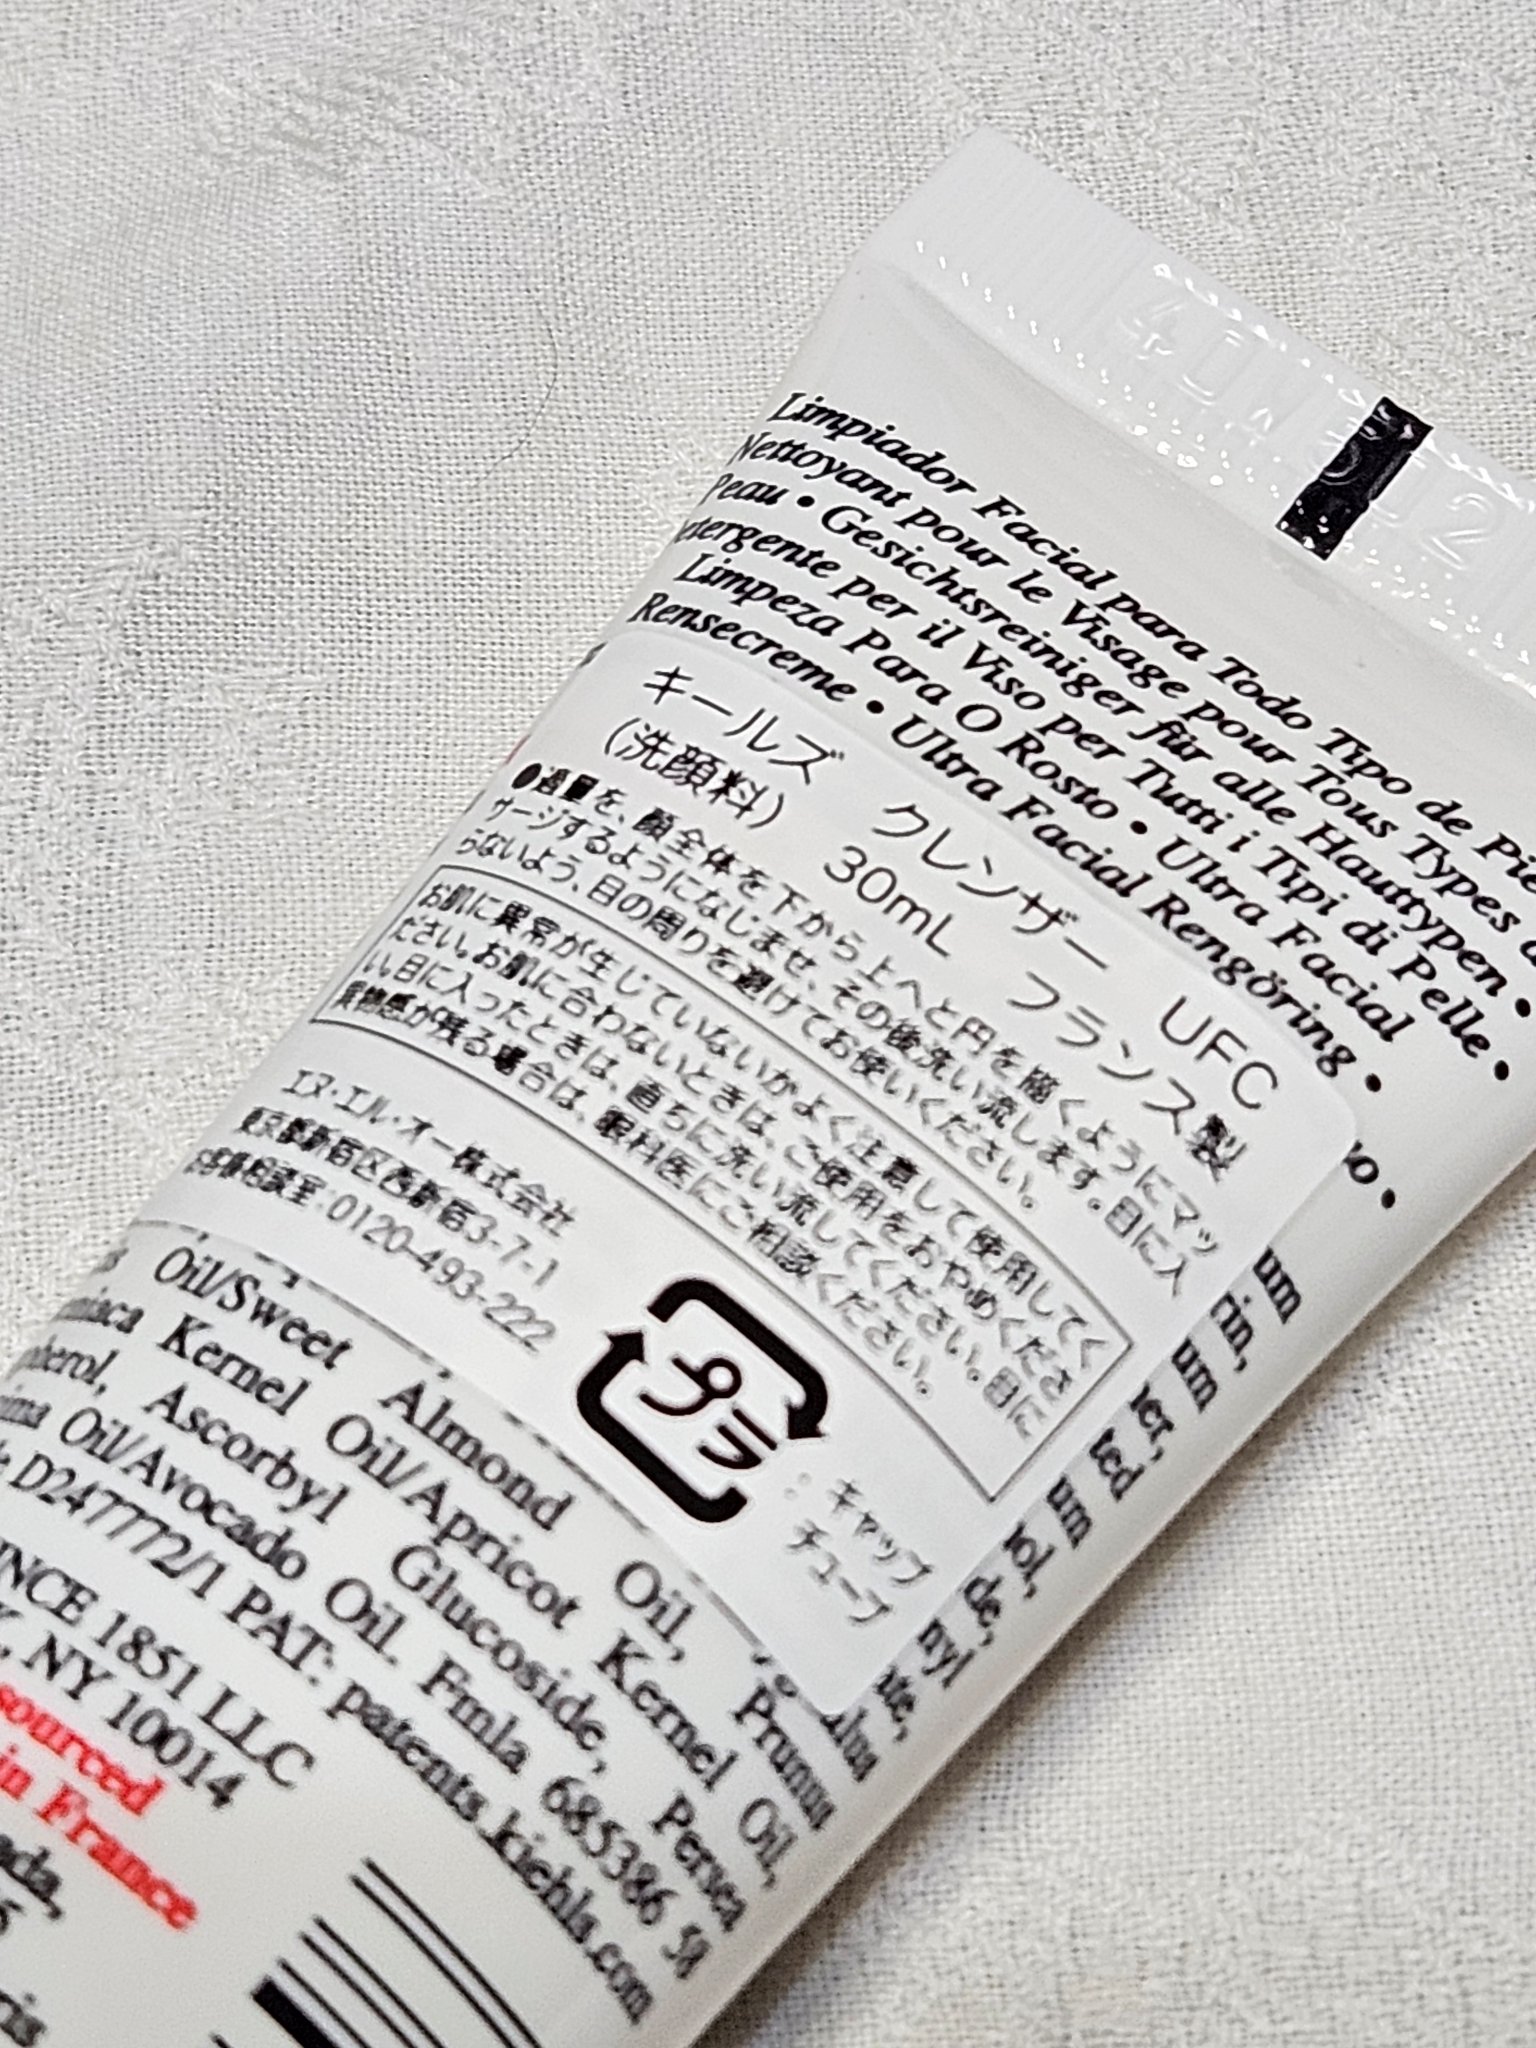 Limpiador Facial para Todo Tipo de
Nettoyant pour le Visage pour Tous Types
Peau • Gesichtsreiniger für alle Hauttypen •
per il Viso per Tutti i Tipi di Pelle •
Limpeza Para O Rosto • Ultra Facial
Rensecreme • Ultra Facial Rengöring •
キールズ クレンザー UFC
(洗顔料) 30mL フランス製
●適量を、顔全体を下から上へと円を描くようにマッ
サージするようになじませ、その後洗い流します。目に入
らないよう、目の周りを避けてお使いください。
お肌に異常が生じていないかよく注意して使用してく
ださい。お肌に合わないときは、ご使用をおやめくださ
い。目に入ったときは、直ちに洗い流してください。目に
異物感が残る場合は、眼科医にご相談ください。
エヌ・エル・オー株式会社
東京都新宿区西新宿3-7-1
お客様相談室:0120-493-222
プラ
: キャップ
チューブ
Oil/Sweet Almond Oil,
Kernel Oil/Apricot Kernel Oil, Prunus
Ascorbyl Glucoside, Persea
Oil/Avocado Oil. Fmla 685386 58
D247772/1 PAT: patents.kiehls.com
1851 LLC
NY 10014
sourced
in France